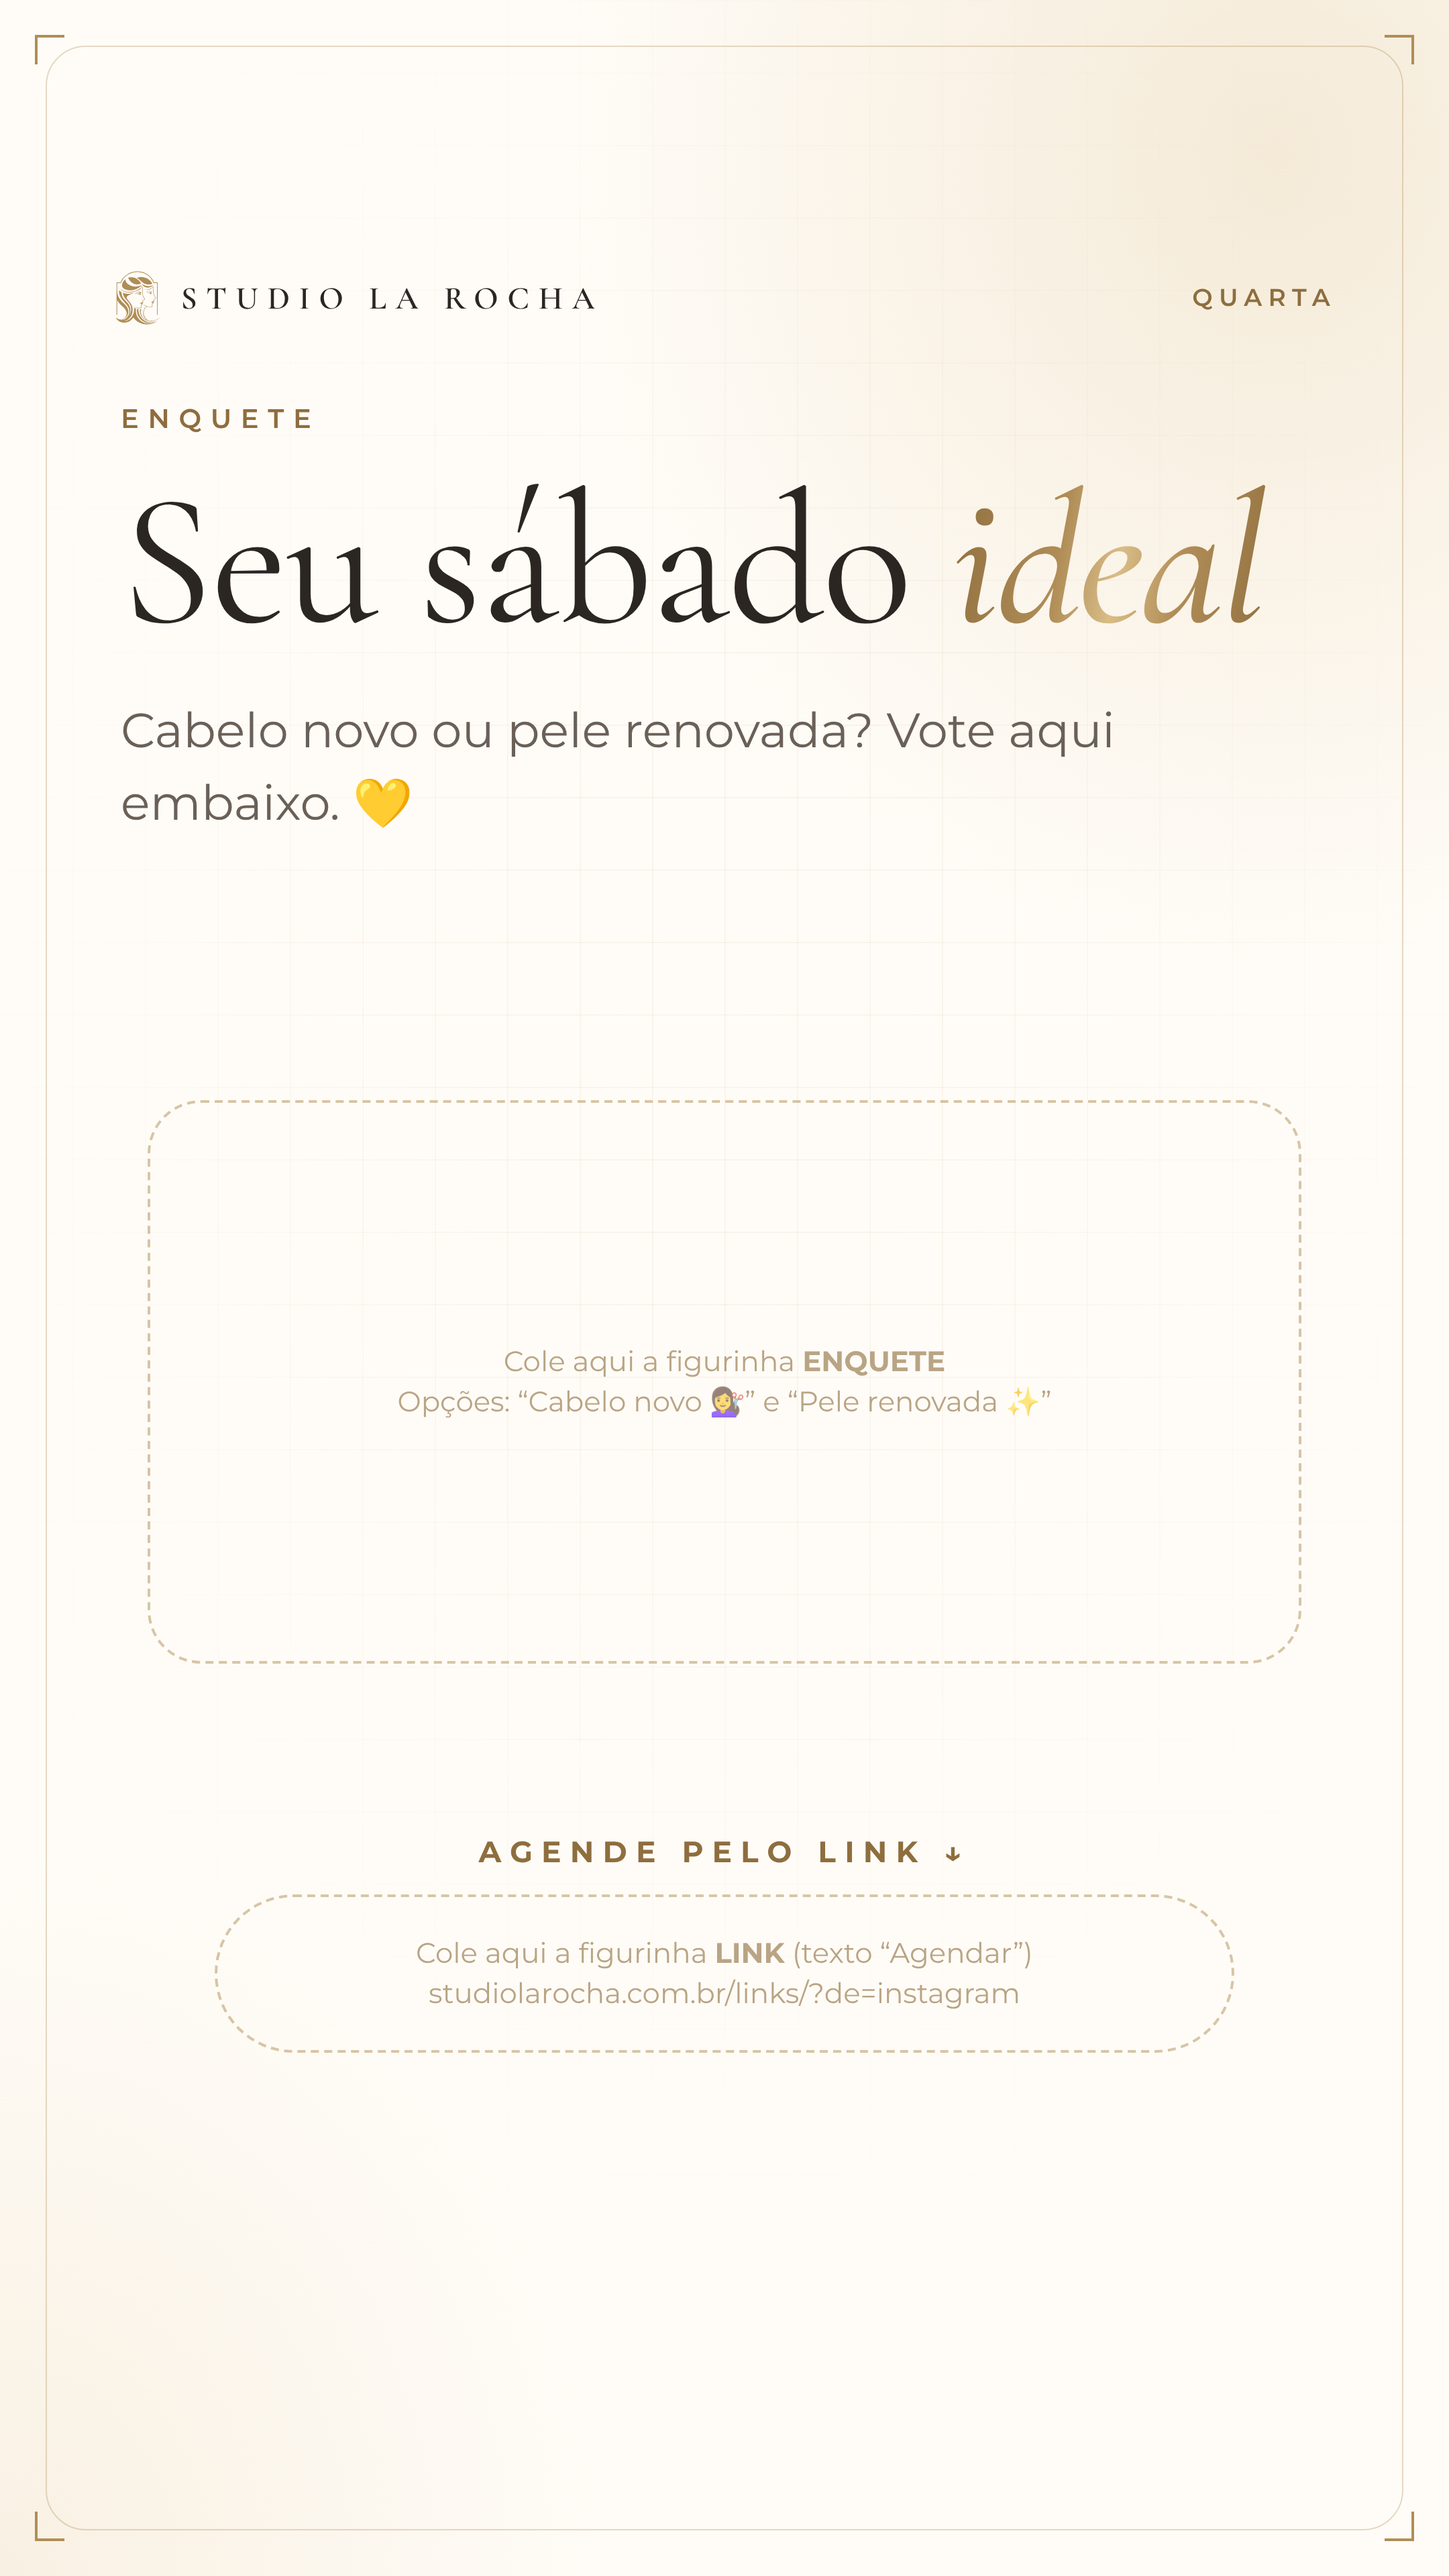 STUDIO LA ROCHA
QUARTA
ENQUETE
Seu sábado ideal
Cabelo novo ou pele renovada? Vote aqui
embaixo. 💛
Cole aqui a figurinha ENQUETE
Opções: “Cabelo novo 💇‍♀️” e “Pele renovada ✨”
AGENDE PELO LINK ↓
Cole aqui a figurinha LINK (texto “Agendar”)
studiolarocha.com.br/links/?de=instagram